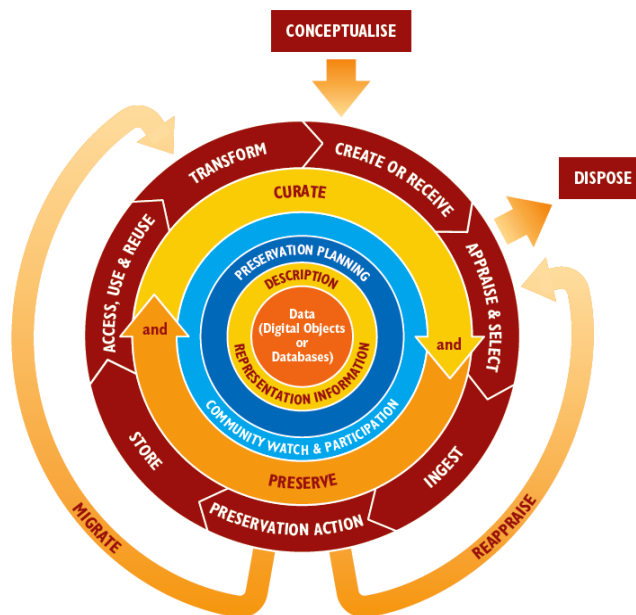 CONCEPTUALISE
DISPOSE
TRANSFORM
CREATE OR RECEIVE
APPRAISE & SELECT
INGEST
PRESERVATION ACTION
STORE
ACCESS, USE & REUSE
CURATE
and
PRESERVE
and
COMMUNITY WATCH & PARTICIPATION
PRESERVATION PLANNING
DESCRIPTION
REPRESENTATION INFORMATION
Data
(Digital Objects
or
Databases)
MIGRATE
REAPPRAISE